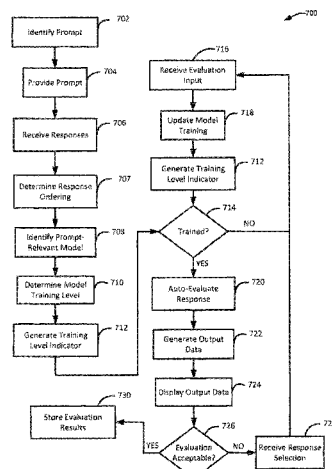 700
702
Identify Prompt
704
Provide Prompt
706
Receive Responses
707
Determine Response
Ordering
708
Identify Prompt-
Relevant Model
710
Determine Model
Training Level
712
Generate Training
Level Indicator
716
Receive Evaluation
Input
718
Update Model
Training
712
Generate Training
Level Indicator
714
Trained?
NO
YES
720
Auto-Evaluate
Response
722
Generate Output
Data
724
Display Output Data
726
Evaluation
Acceptable?
YES
NO
730
Store Evaluation
Results
Receive Response
Selection